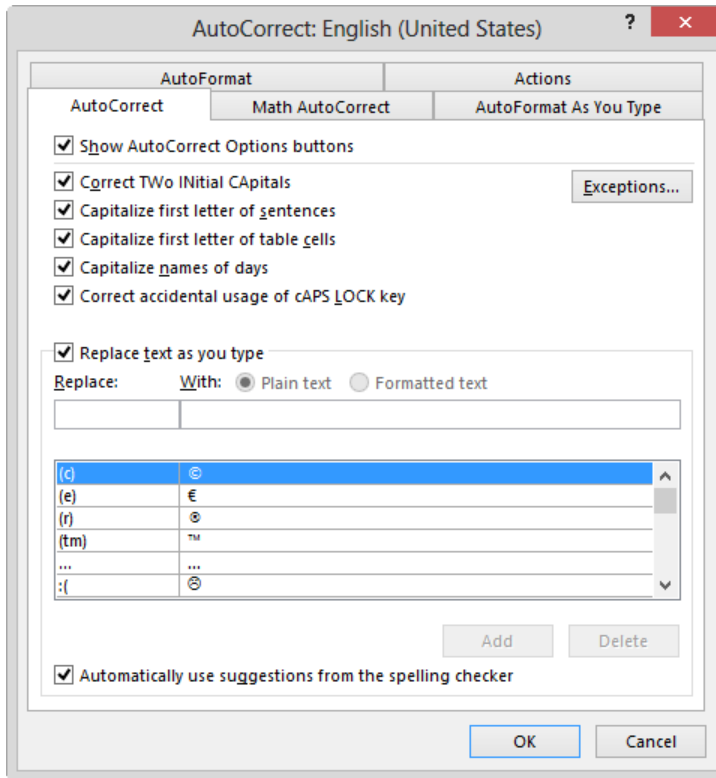 AutoCorrect: English (United States) ?
AutoFormat Actions
AutoCorrect Math AutoCorrect AutoFormat As You Type
Show AutoCorrect Options buttons
Correct TWo INitial CApitals Exceptions...
Capitalize first letter of sentences
Capitalize first letter of table cells
Capitalize names of days
Correct accidental usage of cAPS LOCK key
Replace text as you type
Replace: With: Plain text Formatted text
(c) ©
(e) €
(r) ®
(tm) ™
... …
:( ☹
Add Delete
Automatically use suggestions from the spelling checker
OK Cancel